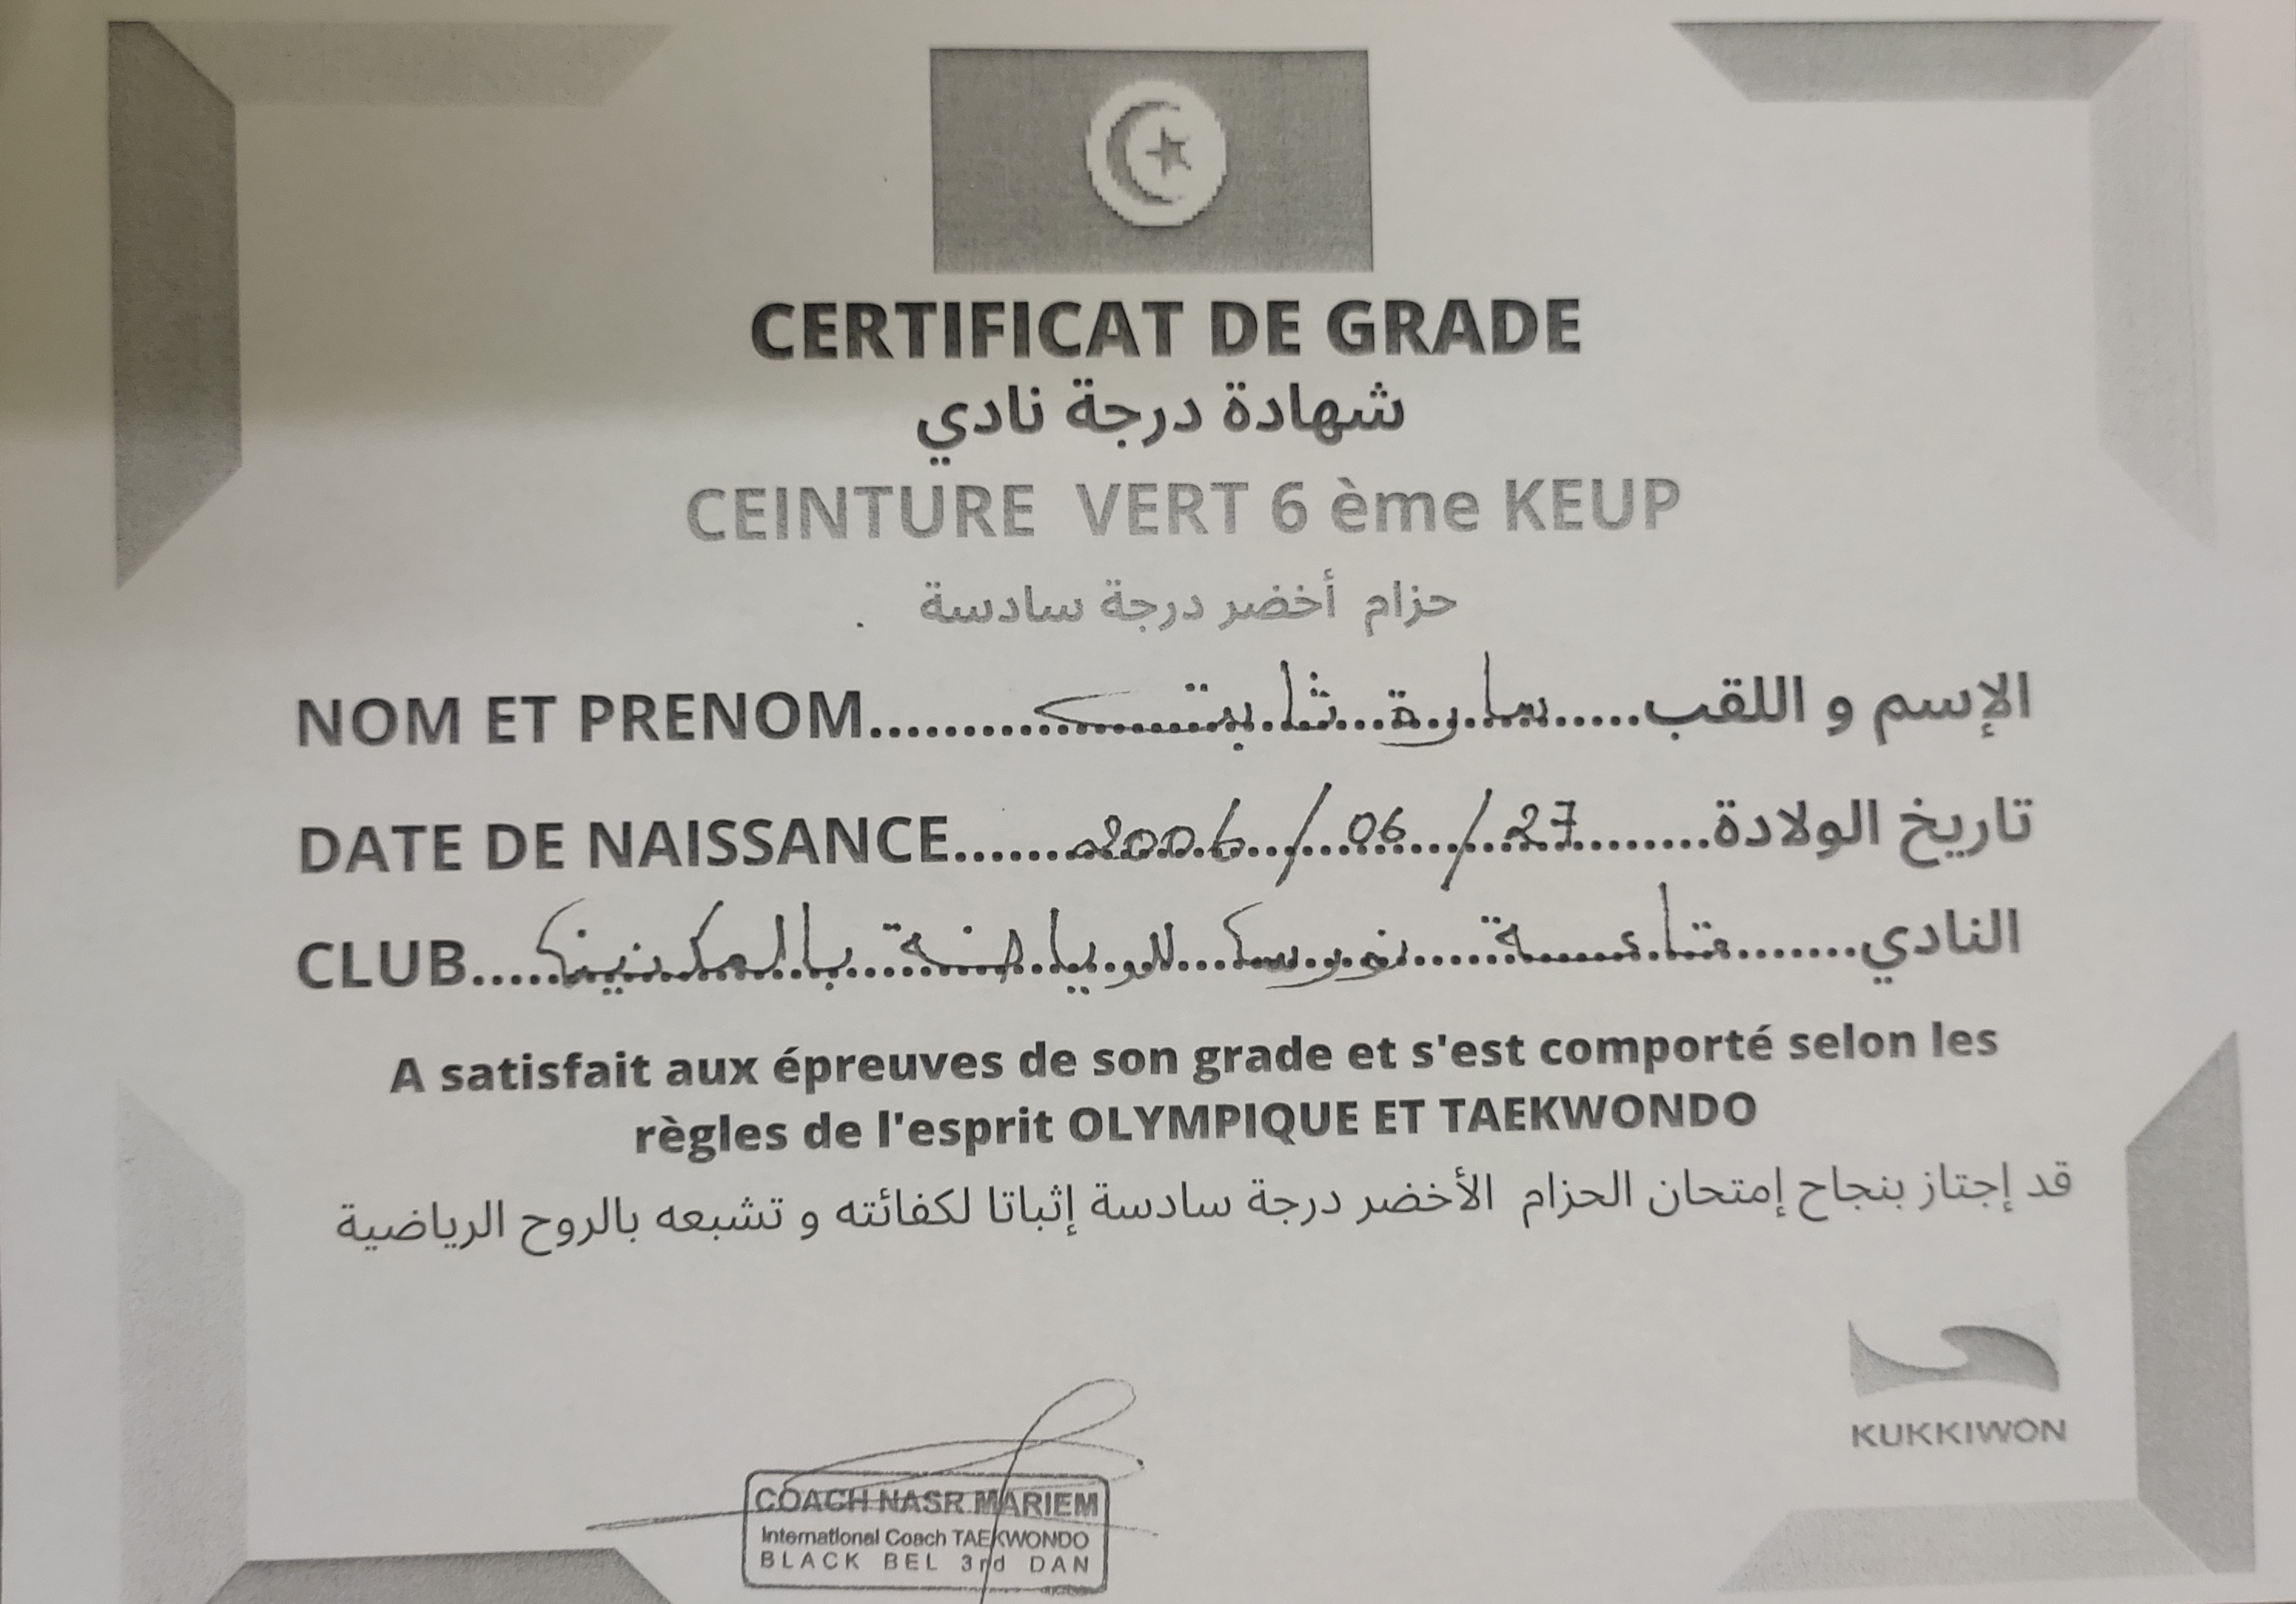 CERTIFICAT DE GRADE
شهادة درجة نادي
CEINTURE VERT 6 ème KEUP
حزام أخضر درجة سادسة
NOM ET PRENOM..........سارة ثابت.....الإسم و اللقب
DATE DE NAISSANCE......2006/06/27........تاريخ الولادة
CLUB.....قاعة نورس للرياضة بالمكنين.......النادي
A satisfait aux épreuves de son grade et s'est comporté selon les
règles de l'esprit OLYMPIQUE ET TAEKWONDO
قد إجتاز بنجاح إمتحان الحزام الأخضر درجة سادسة إثباتا لكفائته و تشبعه بالروح الرياضية
KUKKIWON
COACH NASR MARIEM
International Coach TAEKWONDO
BLACK BEL 3rd DAN